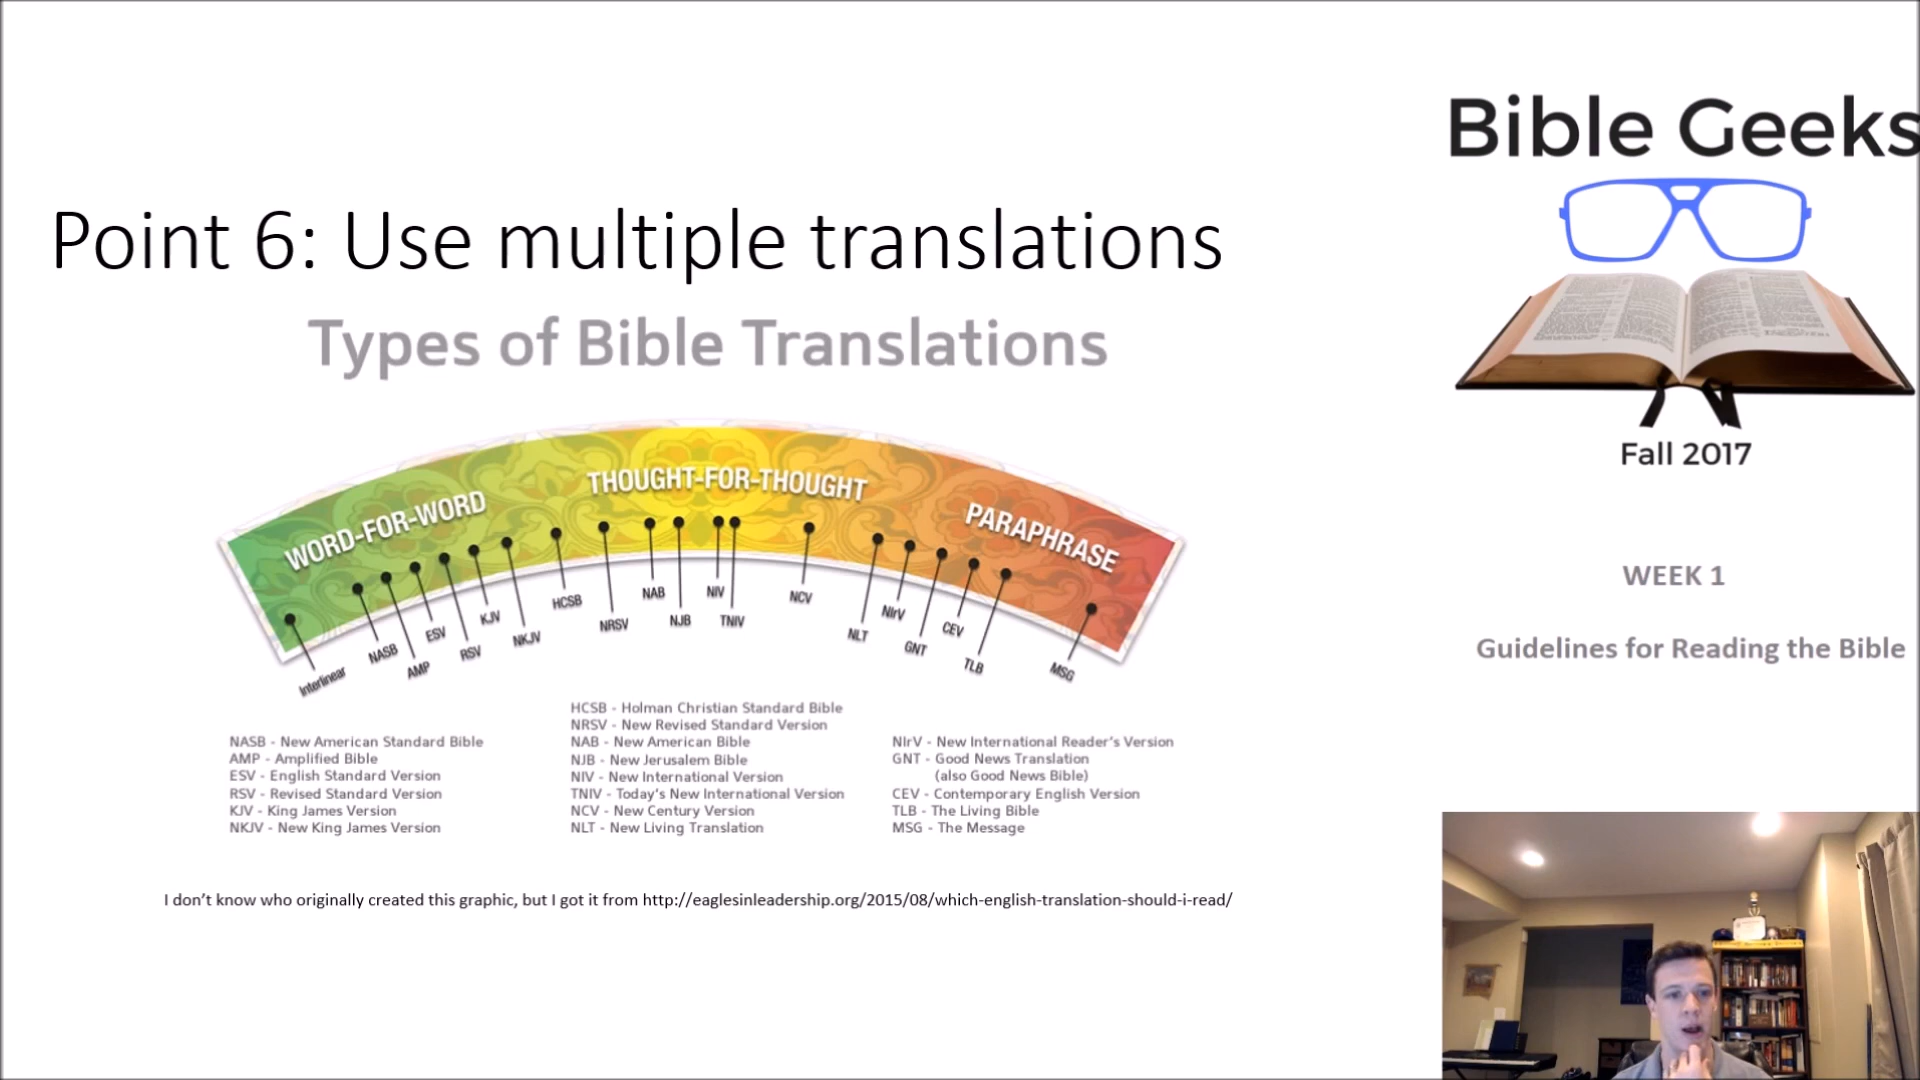 Point 6: Use multiple translations
Types of Bible Translations
WORD-FOR-WORD
THOUGHT-FOR-THOUGHT
PARAPHRASE
Interlinear
NASB
AMP
ESV
RSV
KJV
NKJV
HCSB
NRSV
NAB
NJB
NIV
TNIV
NCV
NLT
NIrV
GNT
CEV
TLB
MSG
NASB - New American Standard Bible
AMP - Amplified Bible
ESV - English Standard Version
RSV - Revised Standard Version
KJV - King James Version
NKJV - New King James Version
HCSB - Holman Christian Standard Bible
NRSV - New Revised Standard Version
NAB - New American Bible
NJB - New Jerusalem Bible
NIV - New International Version
TNIV - Today's New International Version
NCV - New Century Version
NLT - New Living Translation
NIrV - New International Reader's Version
GNT - Good News Translation
(also Good News Bible)
CEV - Contemporary English Version
TLB - The Living Bible
MSG - The Message
I don't know who originally created this graphic, but I got it from http://eaglesinleadership.org/2015/08/which-english-translation-should-i-read/
Bible Geeks
Fall 2017
WEEK 1
Guidelines for Reading the Bible